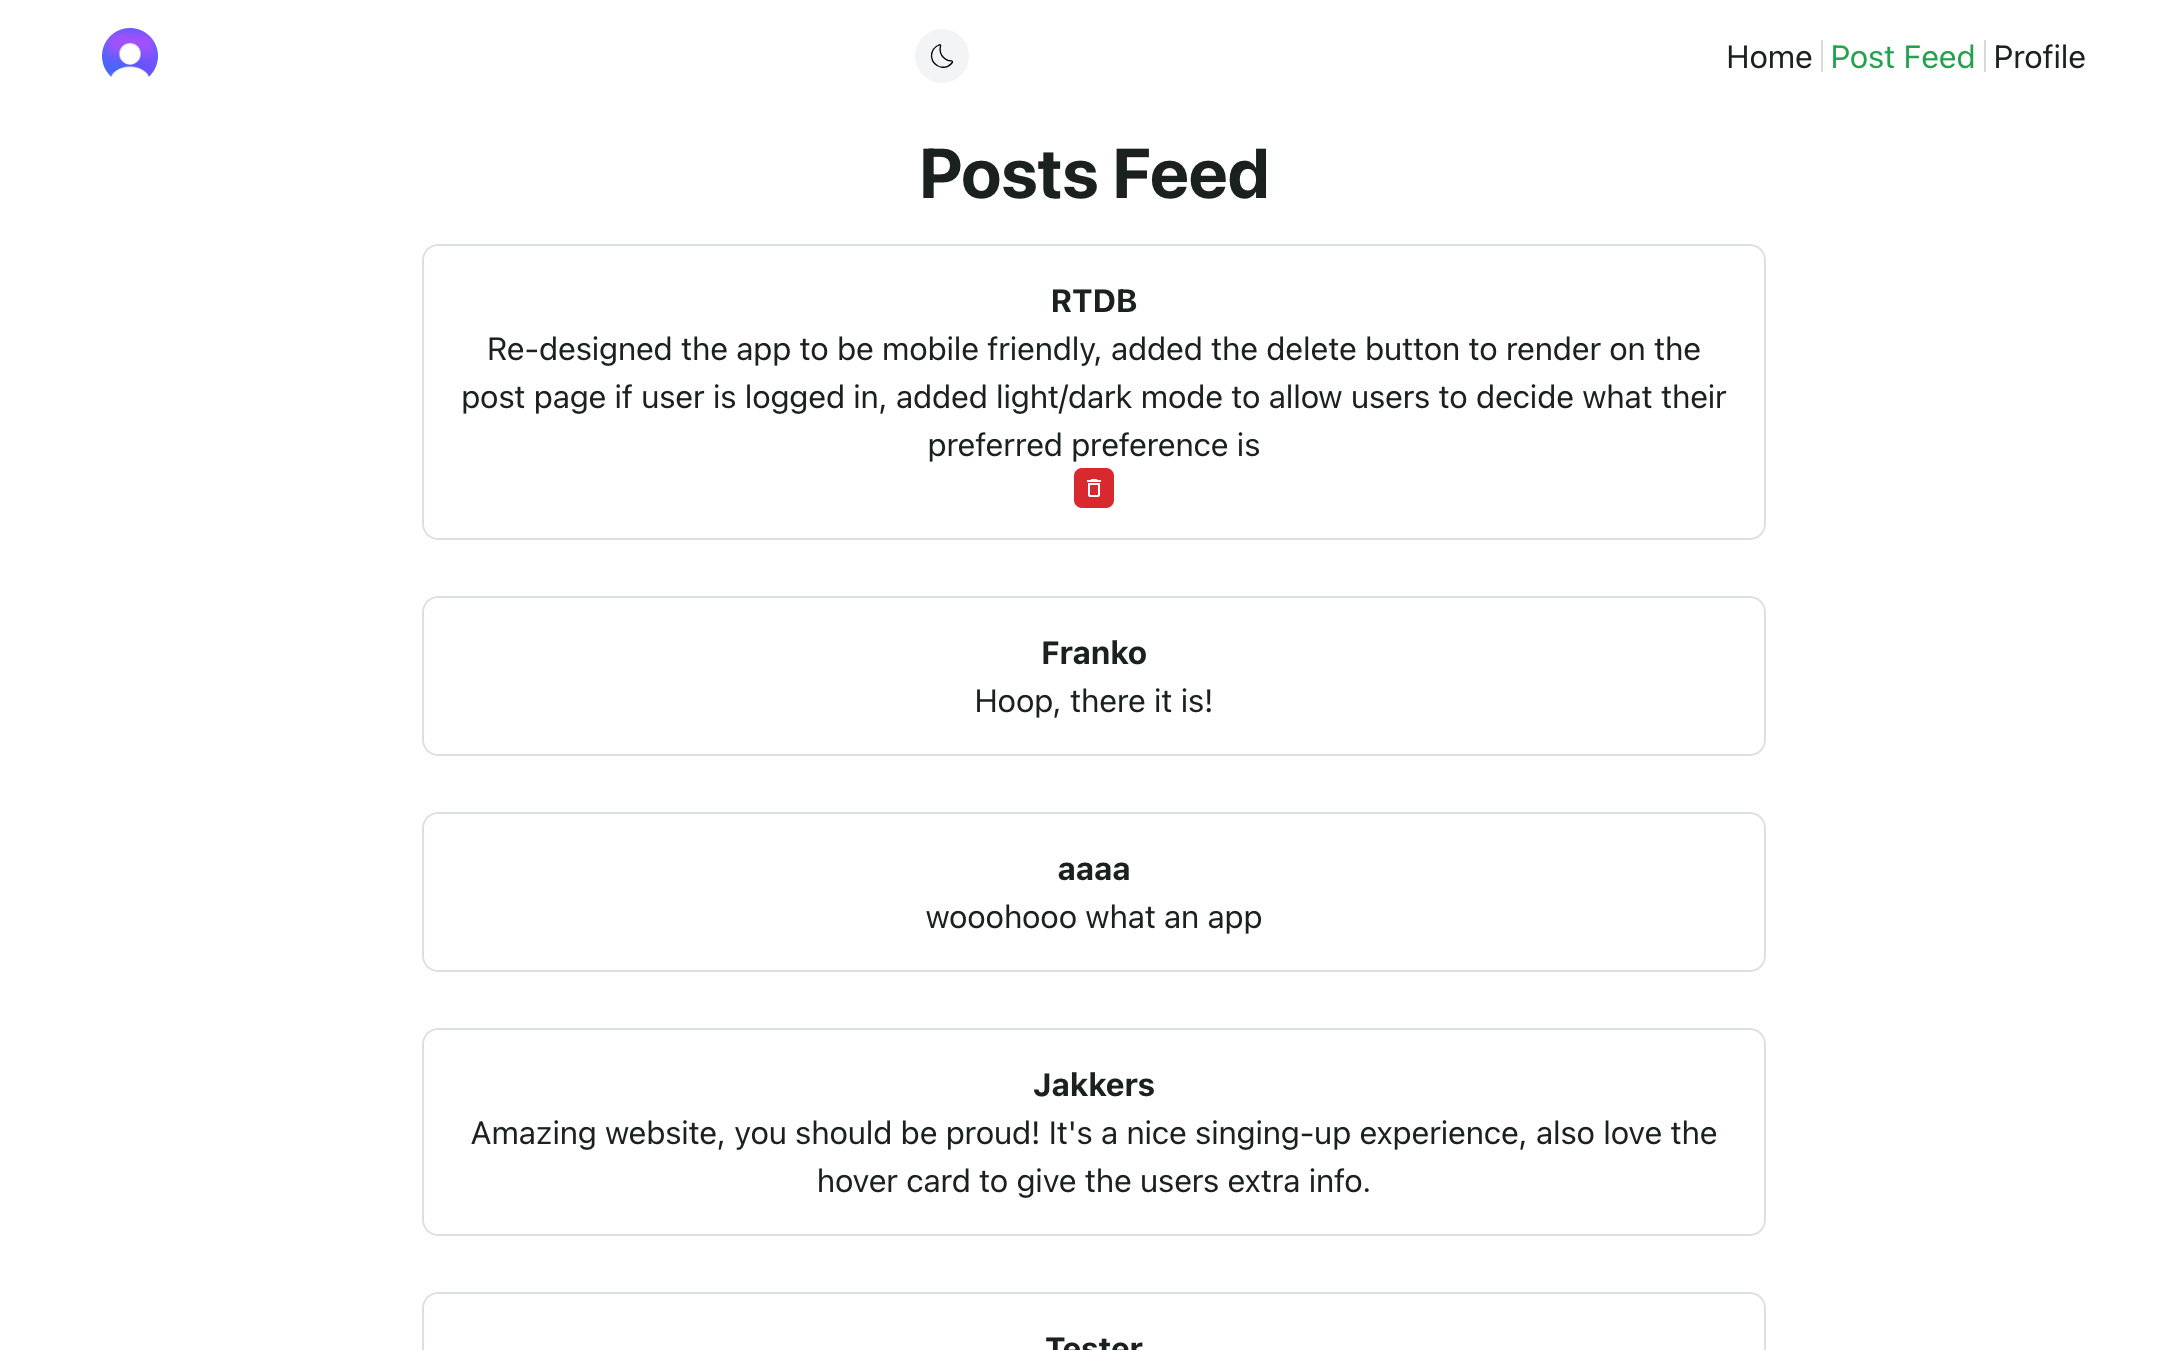 Home Post Feed Profile
Posts Feed
RTDB
Re-designed the app to be mobile friendly, added the delete button to render on the
post page if user is logged in, added light/dark mode to allow users to decide what their
preferred preference is
Franko
Hoop, there it is!
aaaa
wooohooo what an app
Jakkers
Amazing website, you should be proud! It's a nice singing-up experience, also love the
hover card to give the users extra info.
Tester